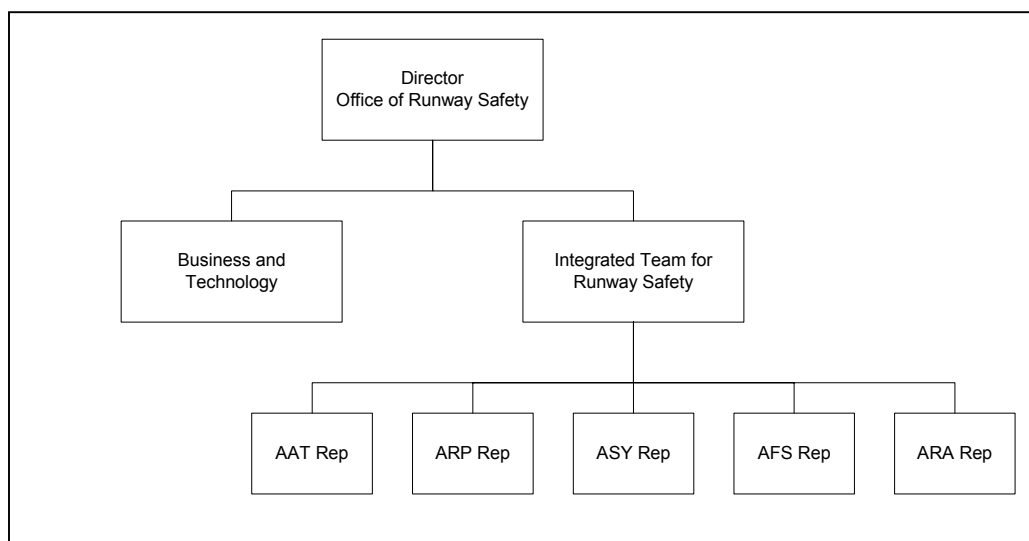 Director
Office of Runway Safety
Business and
Technology
Integrated Team for
Runway Safety
AAT Rep
ARP Rep
ASY Rep
AFS Rep
ARA Rep